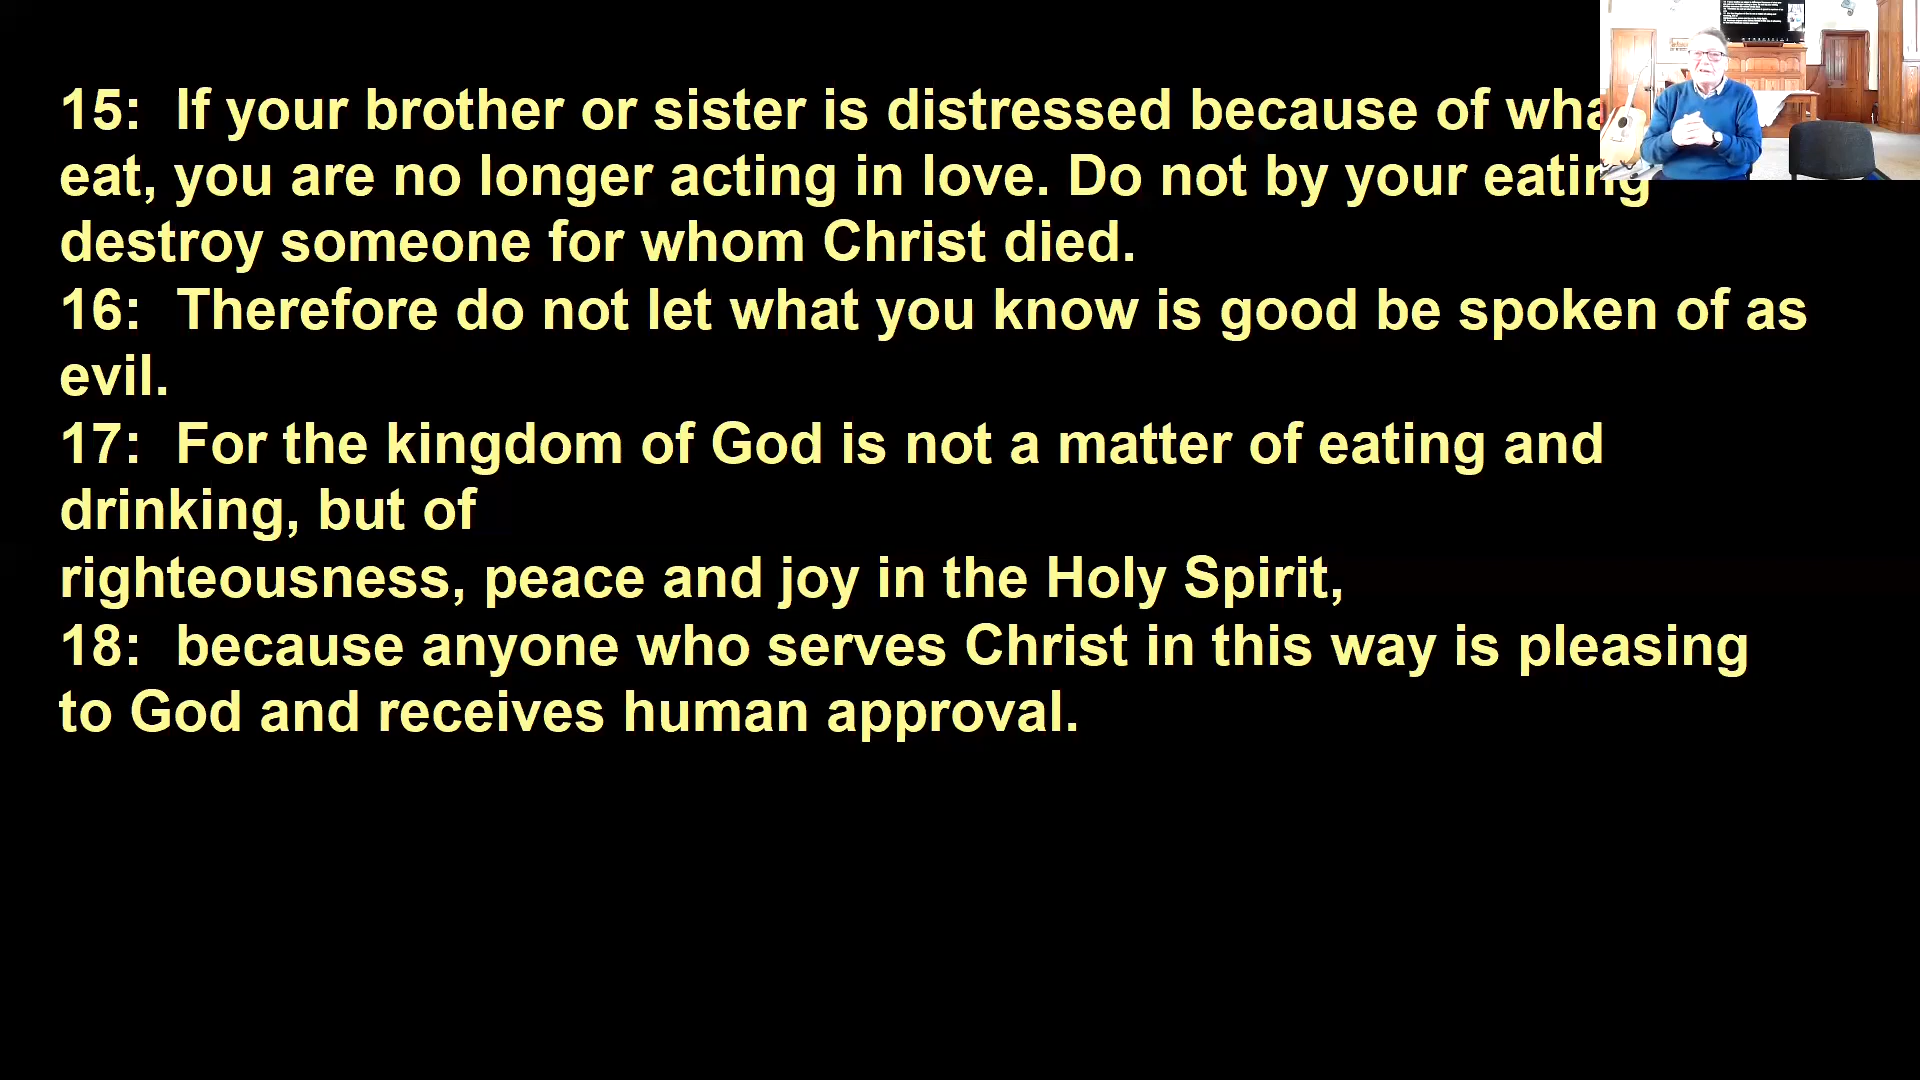 15: If your brother or sister is distressed because of
eat, you are no longer acting in love. Do not by your eating
destroy someone for whom Christ died.
16: Therefore do not let what you know is good be spoken of as
evil.
17: For the kingdom of God is not a matter of eating and
drinking, but of
righteousness, peace and joy in the Holy Spirit,
18: because anyone who serves Christ in this way is pleasing
to God and receives human approval.